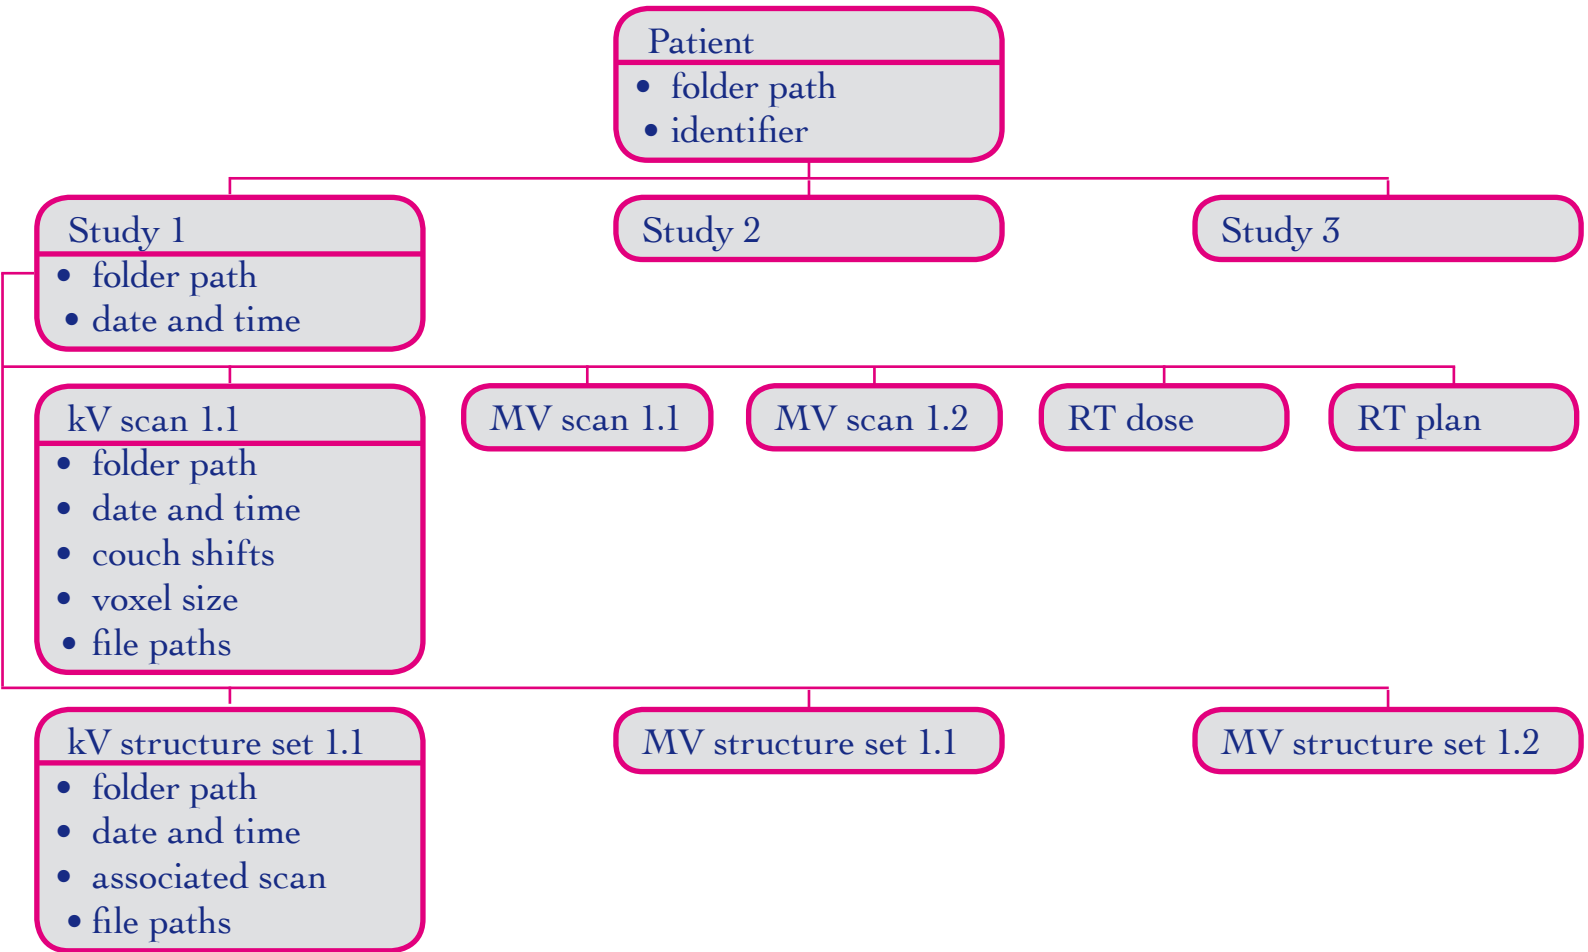 Patient
• folder path
• identifier
Study 1
• folder path
• date and time
Study 2
Study 3
kV scan 1.1
• folder path
• date and time
• couch shifts
• voxel size
• file paths
MV scan 1.1
MV scan 1.2
RT dose
RT plan
kV structure set 1.1
• folder path
• date and time
• associated scan
• file paths
MV structure set 1.1
MV structure set 1.2